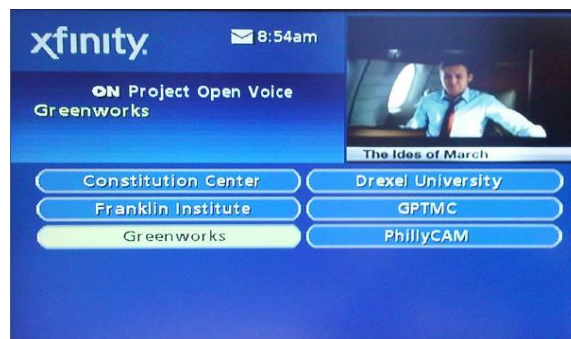 xfinity.
8:54am
ON Project Open Voice
Greenworks
The Ides of March
Constitution Center
Drexel University
Franklin Institute
GPTMC
Greenworks
PhillyCAM